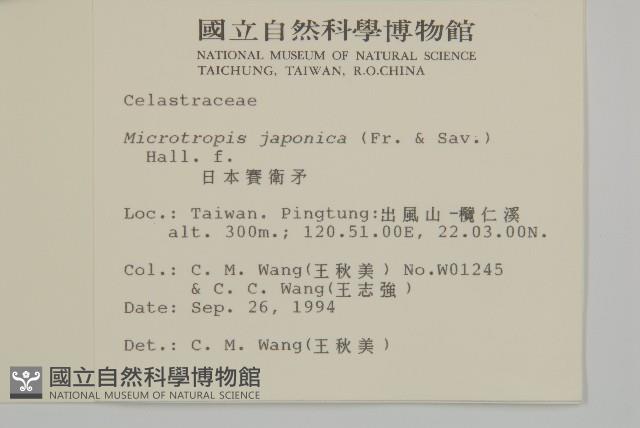 國立自然科學博物館
NATIONAL MUSEUM OF NATURAL SCIENCE
TAICHUNG, TAIWAN, R.O.CHINA
Celastraceae
Microtropis japonica (Fr. & Sav.)
Hall. f.
日本賽衛矛
Loc.: Taiwan. Pingtung:出風山-欖仁溪
alt. 300m.; 120.51.00E, 22.03.00N.
Col.: C. M. Wang(王秋美) No.W01245
& C. C. Wang(王志強)
Date: Sep. 26, 1994
Det.: C. M. Wang(王秋美)
國立自然科學博物館
NATIONAL MUSEUM OF NATURAL SCIENCE